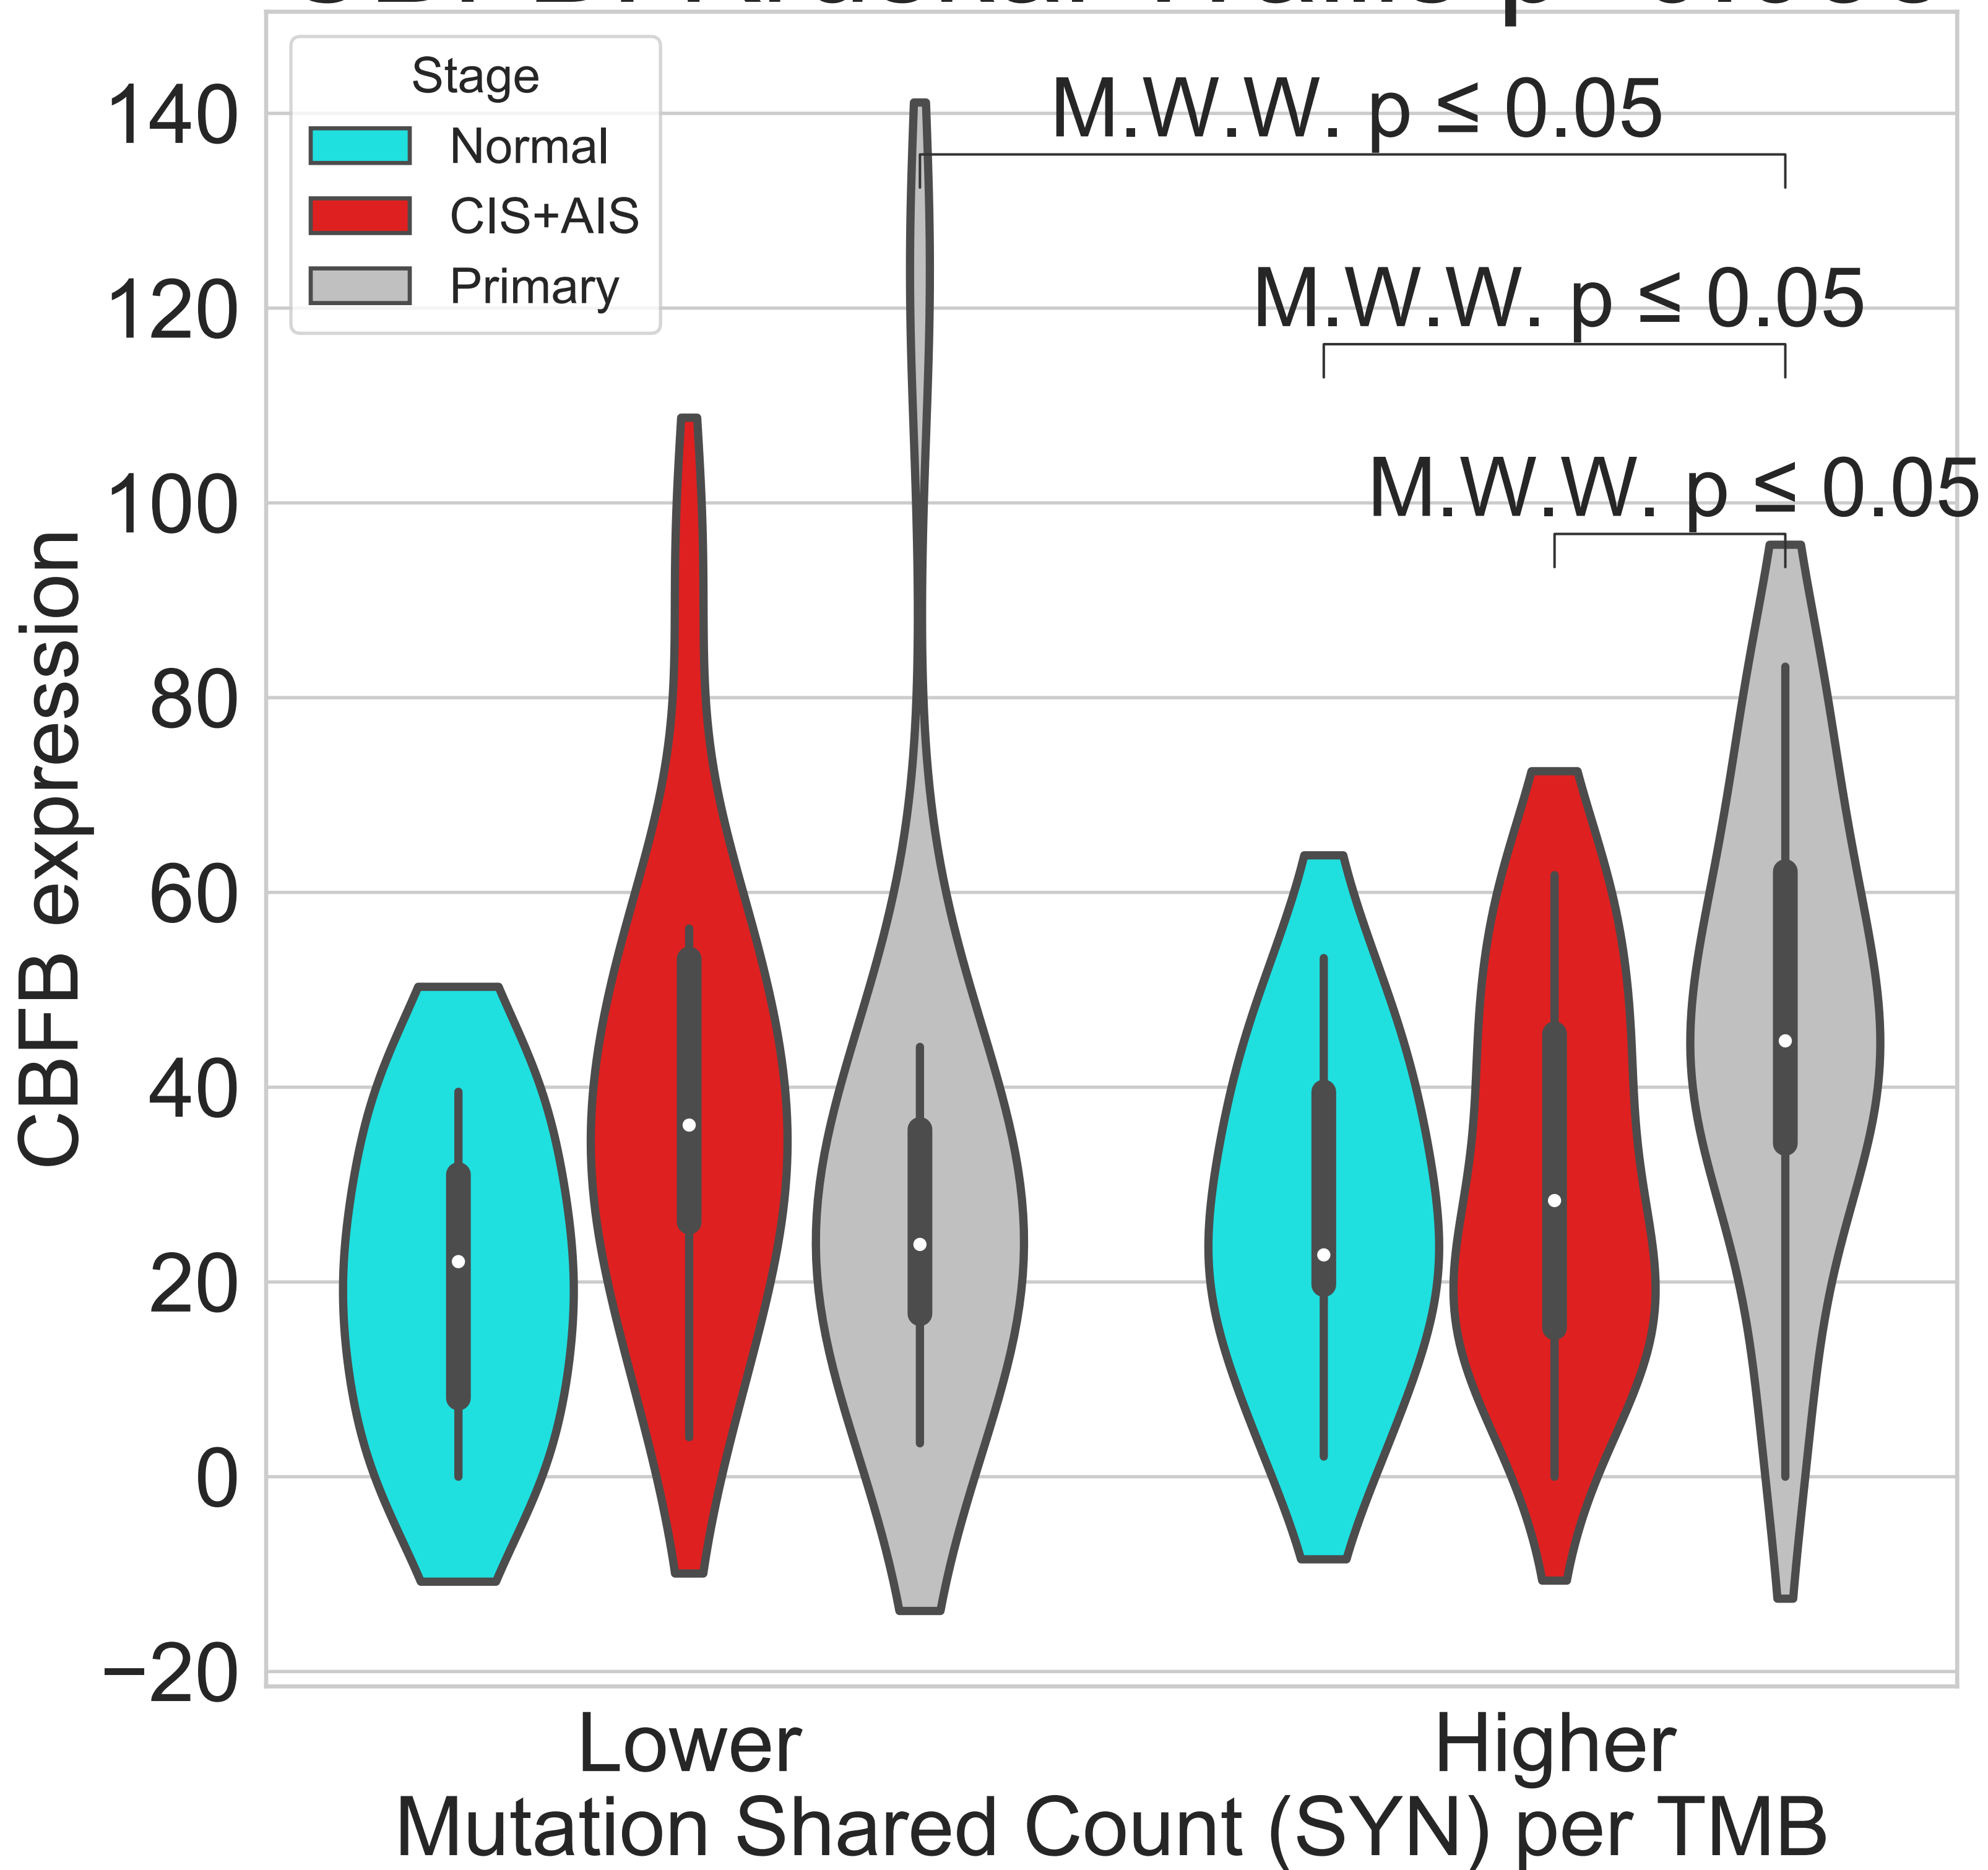 Stage
Normal
CIS+AIS
Primary
M.W.W. p ≤ 0.05
M.W.W. p ≤ 0.05
M.W.W. p ≤ 0.05
140
120
100
80
60
40
20
0
−20
CBFB expression
Lower
Higher
Mutation Shared Count (SYN) per TMB